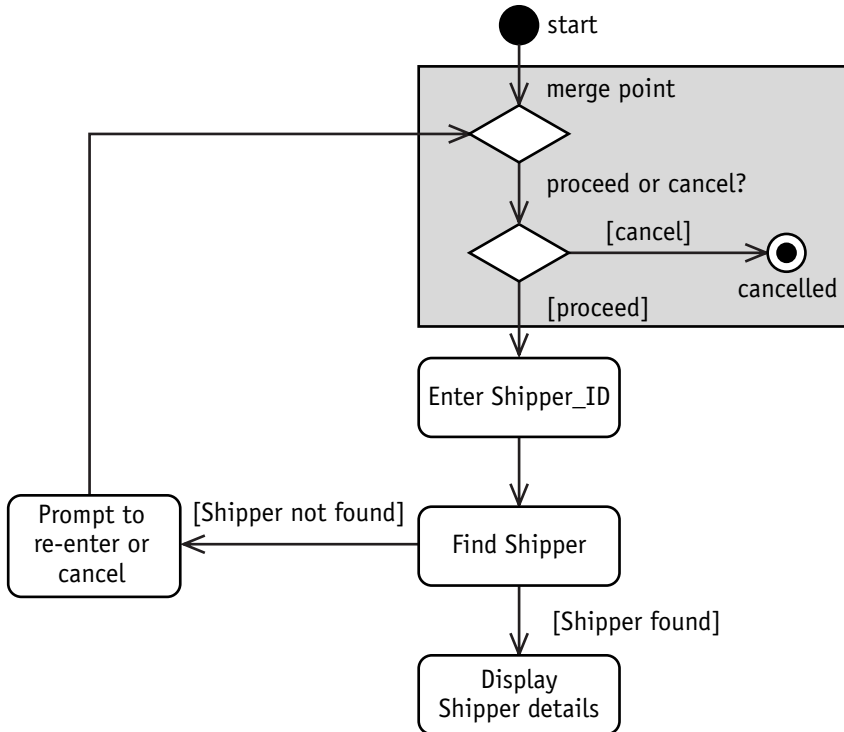 start
merge point
proceed or cancel?
[cancel]
cancelled
[proceed]
Enter Shipper_ID
[Shipper not found]
Prompt to
re-enter or
cancel
Find Shipper
[Shipper found]
Display
Shipper details